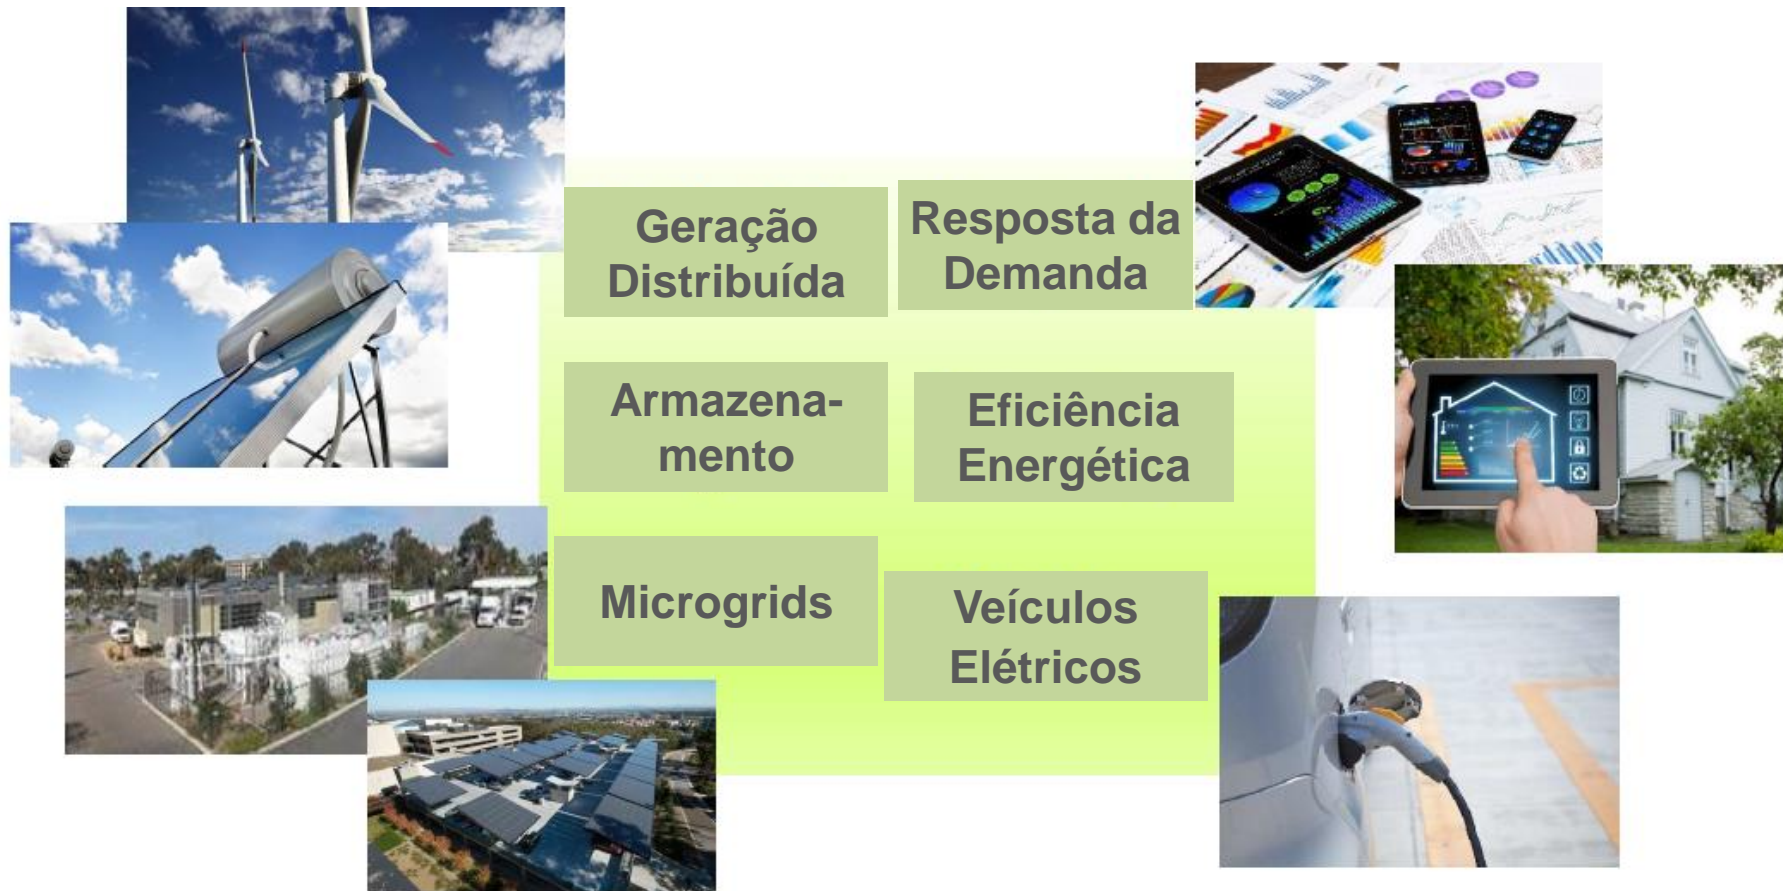 Geração
Distribuída
Resposta da
Demanda
Armazena-
mento
Eficiência
Energética
Microgrids
Veículos
Elétricos